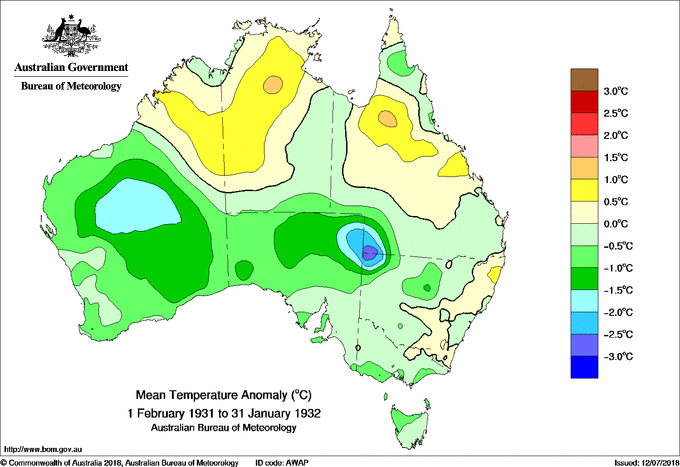 Australian Government
Bureau of Meteorology
3.0°C
2.5°C
2.0°C
1.5°C
1.0°C
0.5°C
0.0°C
-0.5°C
-1.0°C
-1.5°C
-2.0°C
-2.5°C
-3.0°C
Mean Temperature Anomaly (°C)
1 February 1931 to 31 January 1932
Australian Bureau of Meteorology
http://www.bom.gov.au
© Commonwealth of Australia 2018, Australian Bureau of Meteorology ID code: AWAP Issued: 12/07/2018